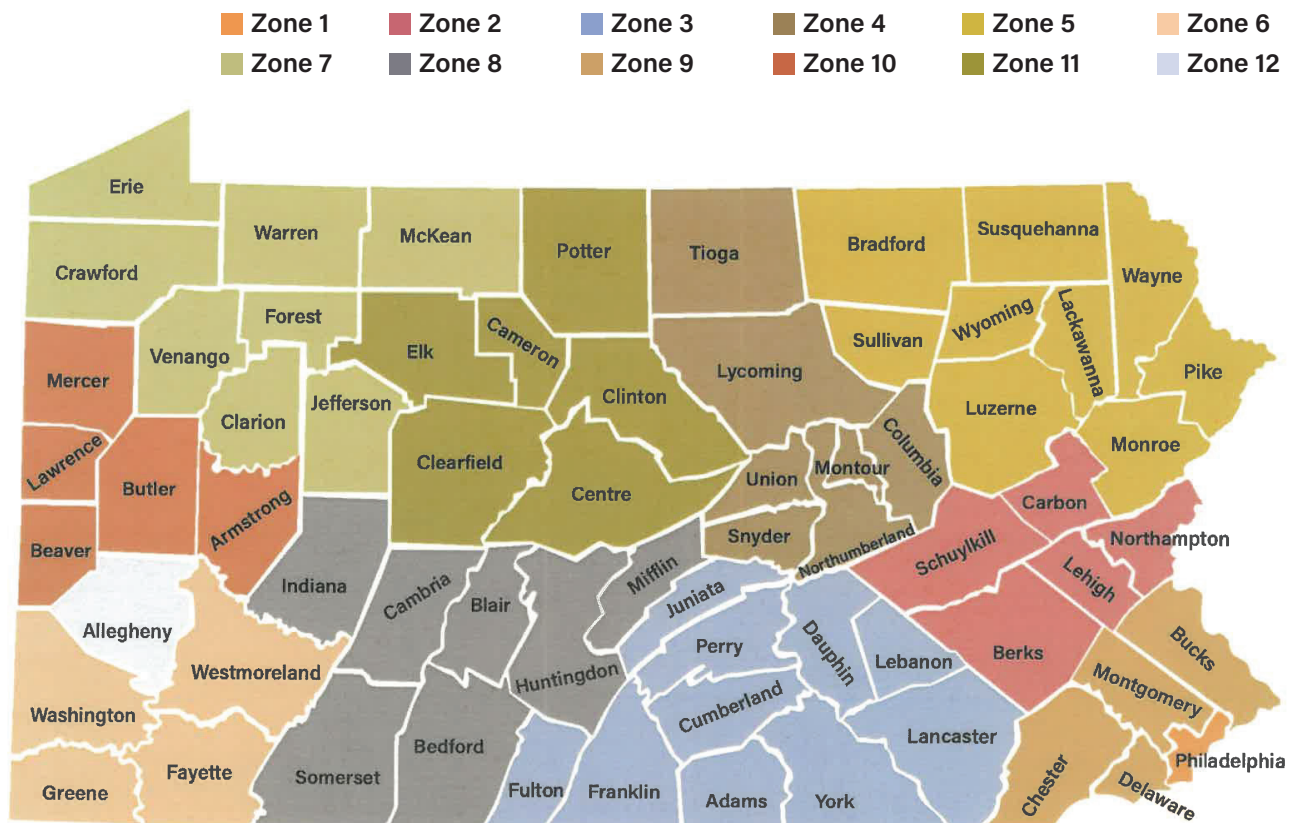 Zone 1 Zone 2 Zone 3 Zone 4 Zone 5 Zone 6
Zone 7 Zone 8 Zone 9 Zone 10 Zone 11 Zone 12
Erie
Warren
McKean
Potter
Tioga
Bradford
Susquehanna
Wayne
Crawford
Forest
Venango
Elk
Cameron
Sullivan
Wyoming
Lackawanna
Pike
Mercer
Clarion
Jefferson
Clinton
Lycoming
Luzerne
Monroe
Lawrence
Butler
Armstrong
Clearfield
Centre
Union
Montour
Columbia
Carbon
Beaver
Indiana
Snyder
Northumberland
Schuylkill
Northampton
Lehigh
Allegheny
Cambria
Blair
Mifflin
Juniata
Westmoreland
Huntingdon
Perry
Dauphin
Lebanon
Berks
Bucks
Washington
Cumberland
Montgomery
Bedford
Lancaster
Greene
Fayette
Somerset
Fulton
Franklin
Adams
York
Chester
Delaware
Philadelphia